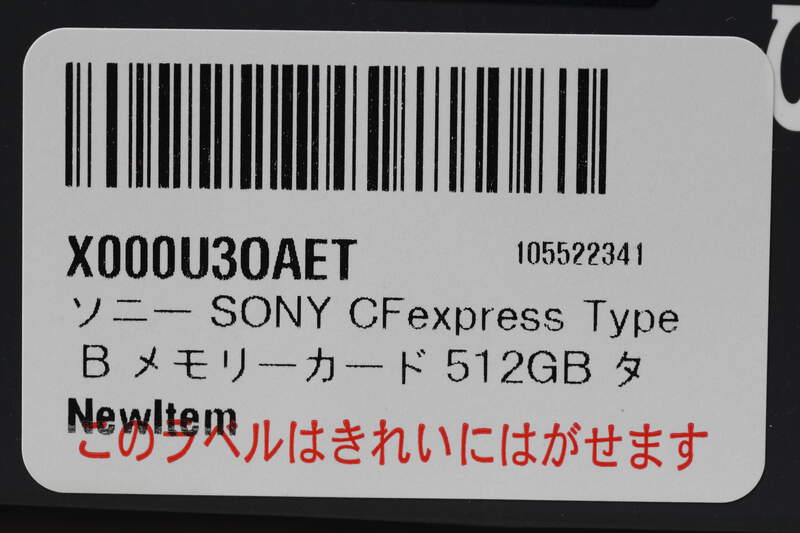 X000U3OAET 105522341
ソニー SONY CFexpress Type
B メモリーカード 512GB タ
NewItem
このラベルはきれいにはがせます